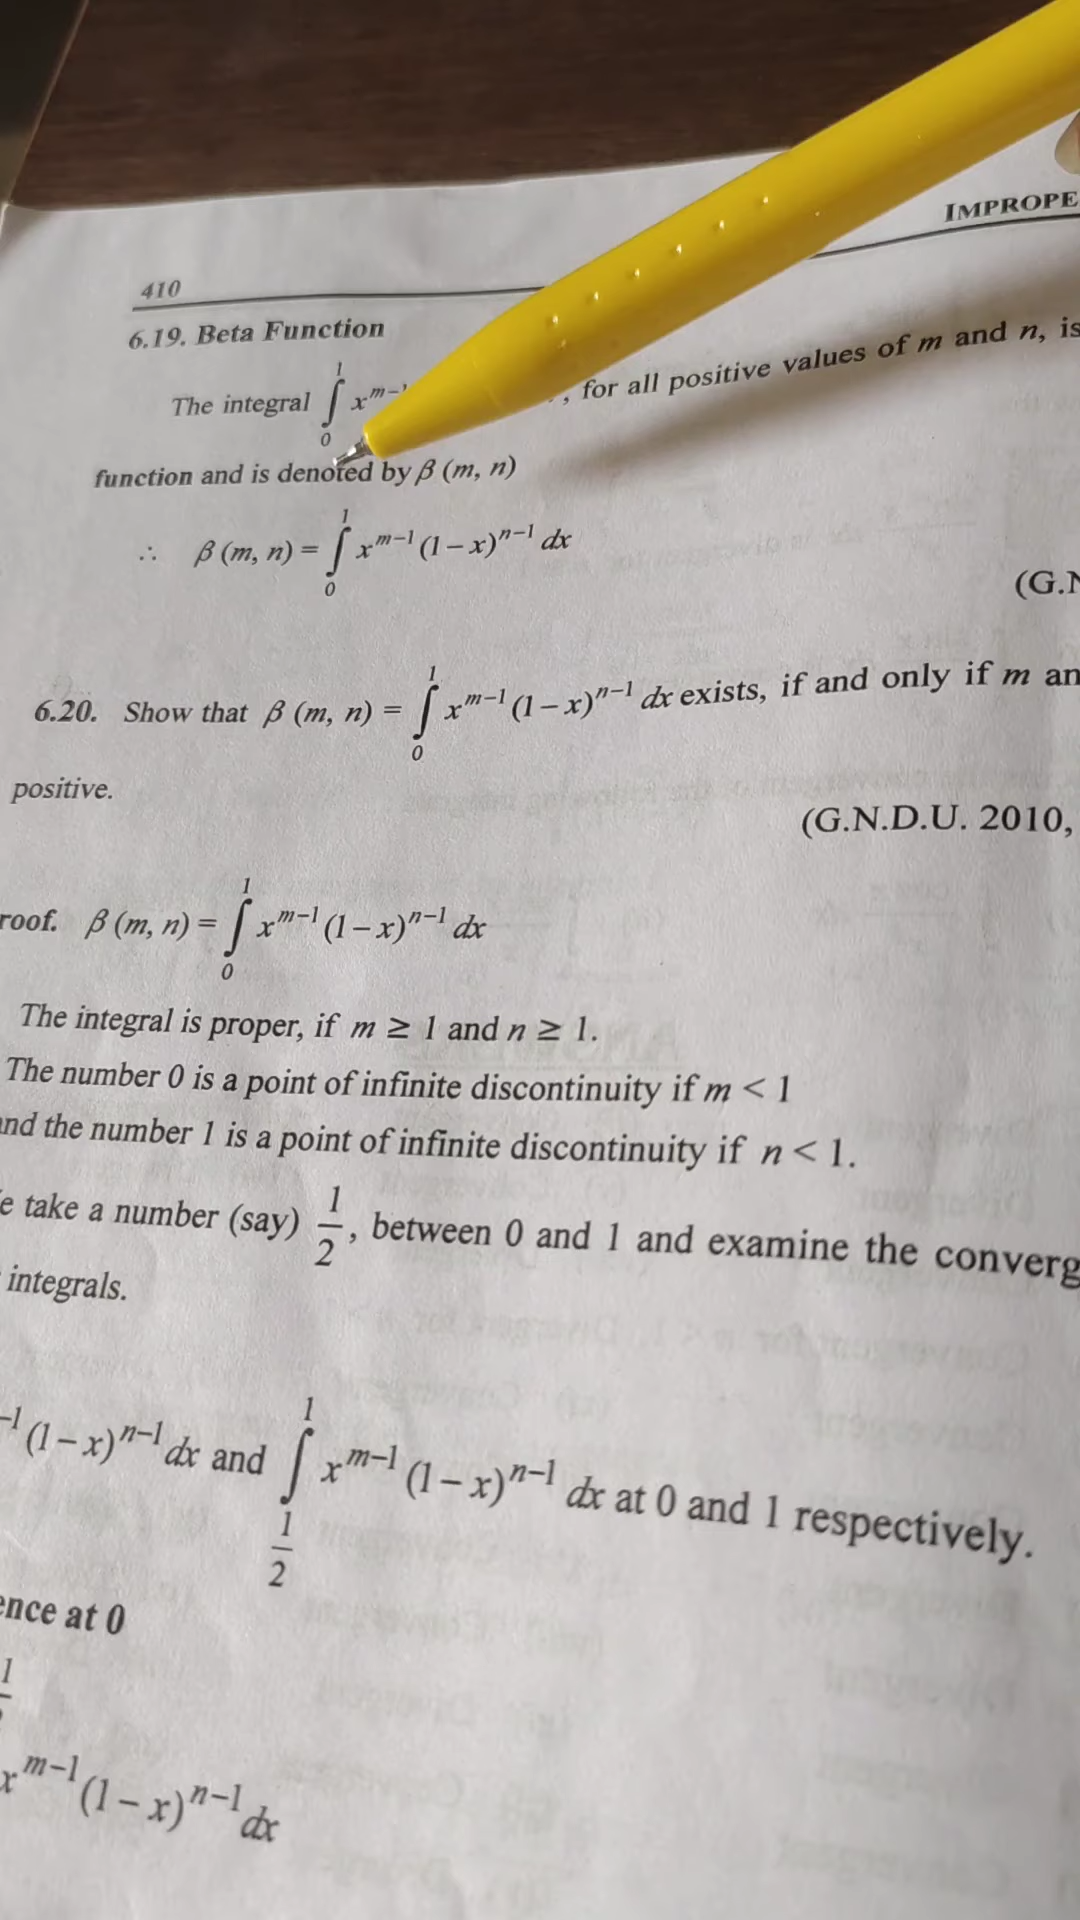 IMPROPE
410
6.19. Beta Function
The integral ∫₀¹ x^{m-1} , for all positive values of m and n, is
function and is denoted by β (m, n)
∴ β (m, n) = ∫₀¹ x^{m−1} (1−x)^{n−1} dx
(G.N
6.20. Show that β (m, n) = ∫₀¹ x^{m−1} (1−x)^{n−1} dx exists, if and only if m an
positive.
(G.N.D.U. 2010,
roof. β (m, n) = ∫₀¹ x^{m−1} (1−x)^{n−1} dx
The integral is proper, if m ≥ 1 and n ≥ 1.
The number 0 is a point of infinite discontinuity if m < 1
and the number 1 is a point of infinite discontinuity if n < 1.
e take a number (say) 1/2, between 0 and 1 and examine the converg
integrals.
−1 (1−x)^{n−1} dx and ∫_{1/2}^{1} x^{m−1} (1−x)^{n−1} dx at 0 and 1 respectively.
ence at 0
x^{m−1} (1−x)^{n−1} dx